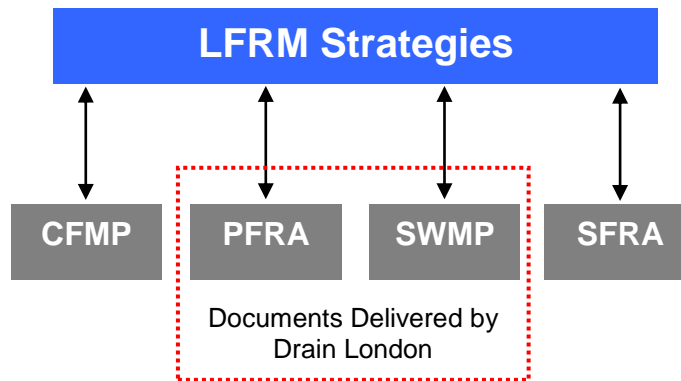 LFRM Strategies
CFMP
PFRA
SWMP
SFRA
Documents Delivered by
Drain London